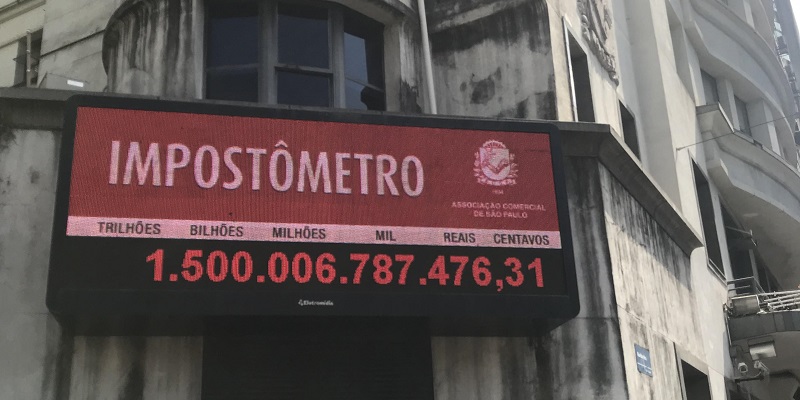 IMPOSTÔMETRO
ASSOCIAÇÃO COMERCIAL
DE SÃO PAULO
TRILHÕES BILHÕES MILHÕES MIL REAIS CENTAVOS
1.500.006.787.476,31
Eletromidia